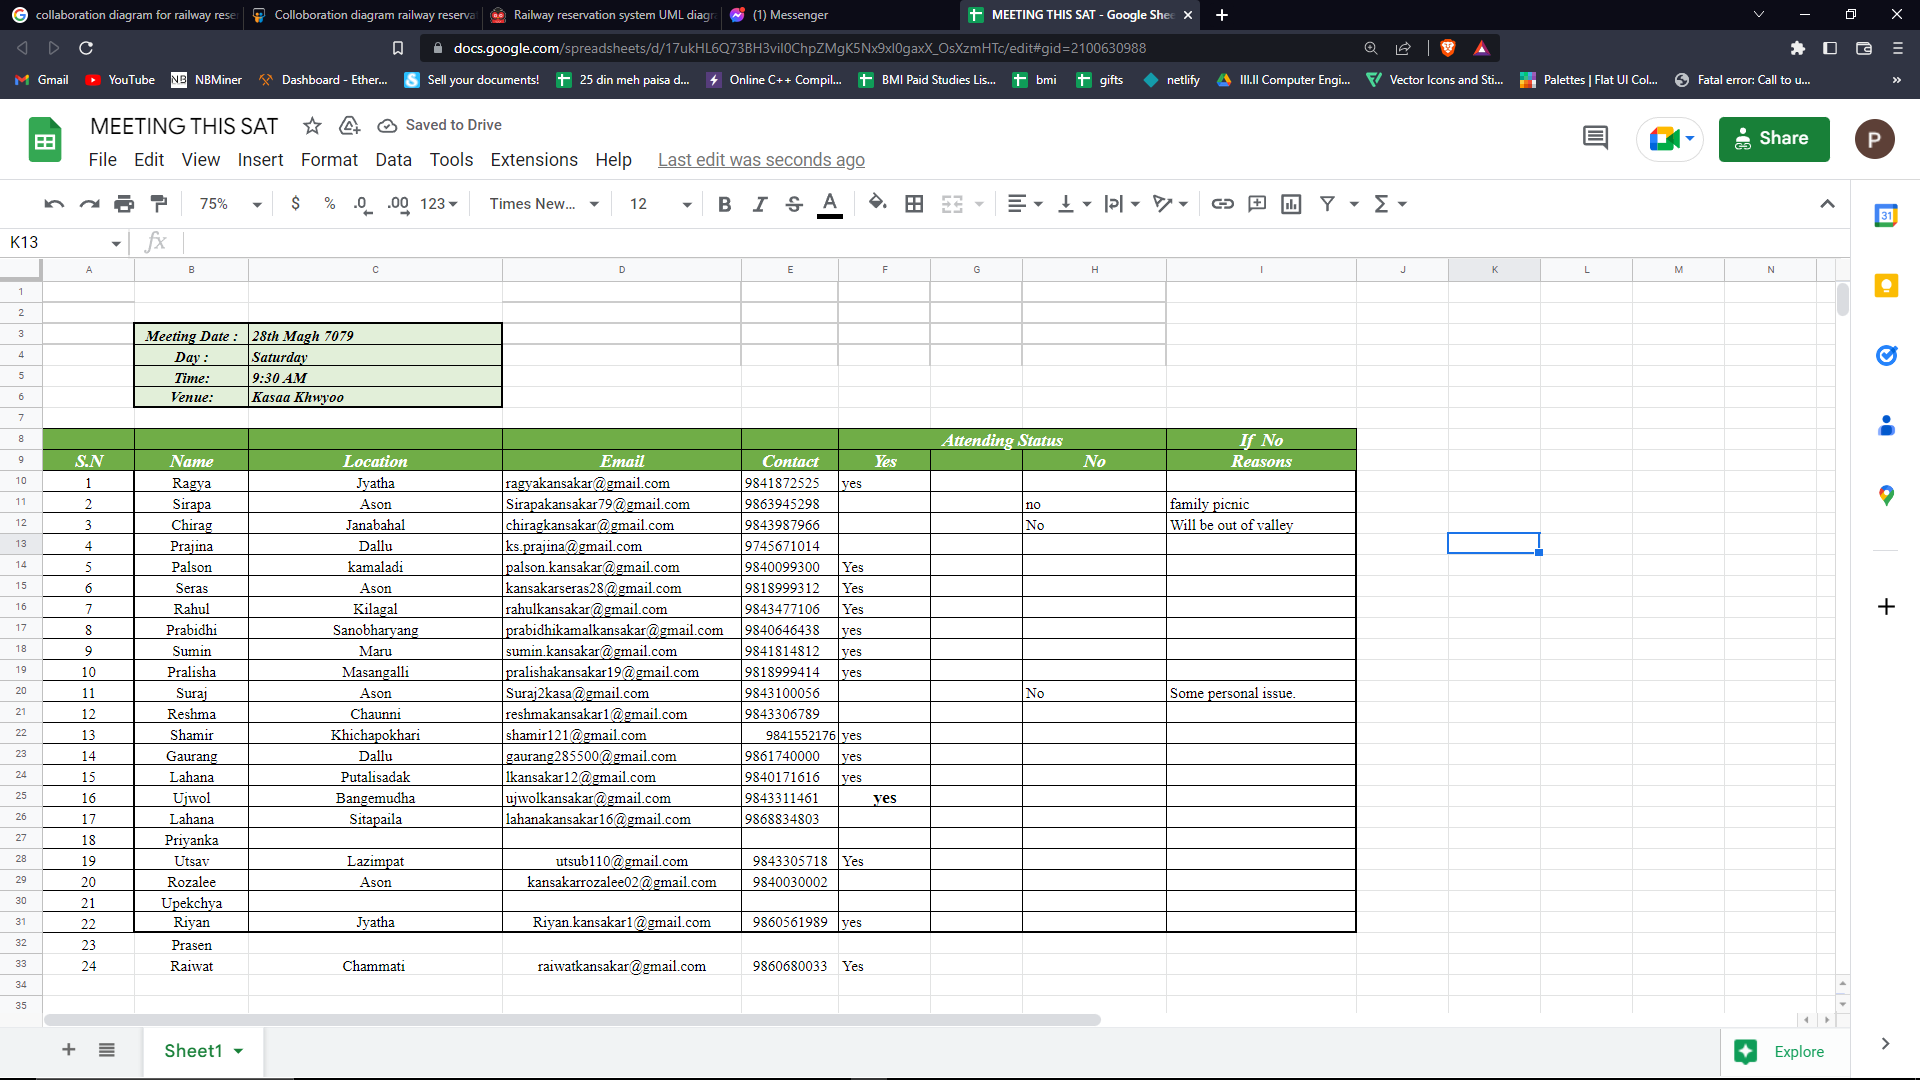 collaboration diagram for railway rese
Colloboration diagram railway reserva
Railway reservation system UML diagr
(1) Messenger
MEETING THIS SAT - Google She
docs.google.com/spreadsheets/d/17ukHL6Q73BH3vil0ChpZMgK5Nx9xl0gaxX_OsXzmHTc/edit#gid=2100630988
Gmail YouTube NB NBMiner Dashboard - Ether... Sell your documents! 25 din meh paisa d... Online C++ Compil... BMI Paid Studies Lis... bmi gifts netlify III.II Computer Engi... Vector Icons and Sti... Palettes | Flat UI Col... Fatal error: Call to u... »
MEETING THIS SAT Saved to Drive
File Edit View Insert Format Data Tools Extensions Help Last edit was seconds ago
Share P
75% $ % .0 .00 123 Times New... 12 B I S A Σ
31
K13 fx
A B C D E F G H I J K L M N
1
2
3 Meeting Date : 28th Magh 7079
4 Day : Saturday
5 Time: 9:30 AM
6 Venue: Kasaa Khwyoo
7
8 Attending Status If No
9 S.N Name Location Email Contact Yes No Reasons
10 1 Ragya Jyatha ragyakansakar@gmail.com 9841872525 yes
11 2 Sirapa Ason Sirapakansakar79@gmail.com 9863945298 no family picnic
12 3 Chirag Janabahal chiragkansakar@gmail.com 9843987966 No Will be out of valley
13 4 Prajina Dallu ks.prajina@gmail.com 9745671014
14 5 Palson kamaladi palson.kansakar@gmail.com 9840099300 Yes
15 6 Seras Ason kansakarseras28@gmail.com 9818999312 Yes
16 7 Rahul Kilagal rahulkansakar@gmail.com 9843477106 Yes
17 8 Prabidhi Sanobharyang prabidhikamalkansakar@gmail.com 9840646438 yes
18 9 Sumin Maru sumin.kansakar@gmail.com 9841814812 yes
19 10 Pralisha Masangalli pralishakansakar19@gmail.com 9818999414 yes
20 11 Suraj Ason Suraj2kasa@gmail.com 9843100056 No Some personal issue.
21 12 Reshma Chaunni reshmakansakar1@gmail.com 9843306789
22 13 Shamir Khichapokhari shamir121@gmail.com 9841552176 yes
23 14 Gaurang Dallu gaurang285500@gmail.com 9861740000 yes
24 15 Lahana Putalisadak lkansakar12@gmail.com 9840171616 yes
25 16 Ujwol Bangemudha ujwolkansakar@gmail.com 9843311461 yes
26 17 Lahana Sitapaila lahanakansakar16@gmail.com 9868834803
27 18 Priyanka
28 19 Utsav Lazimpat utsub110@gmail.com 9843305718 Yes
29 20 Rozalee Ason kansakarrozalee02@gmail.com 9840030002
30 21 Upekchya
31 22 Riyan Jyatha Riyan.kansakar1@gmail.com 9860561989 yes
32 23 Prasen
33 24 Raiwat Chammati raiwatkansakar@gmail.com 9860680033 Yes
34
35
Sheet1 Explore